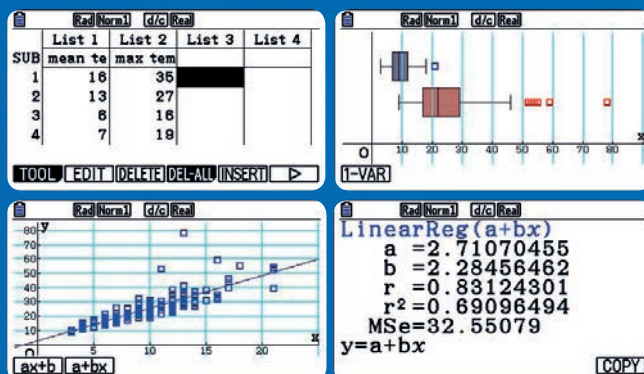 Rad Norm1 d/c Real
List 1 List 2 List 3 List 4
SUB mean te max tem
1 16 35
2 13 27
3 6 16
4 7 19
TOOL EDIT DELETE DEL-ALL INSERT ▷
Rad Norm1 d/c Real
O 10 20 30 40 50 60 70 80 90 x
1-VAR
Rad Norm1 d/c Real
y
80
70
60
50
40
30
20
10
O 5 10 15 20 x
ax+b a+bx
Rad Norm1 d/c Real
LinearReg(a+bx)
a =2.71070455
b =2.28456462
r =0.83124301
r²=0.69096494
MSe=32.55079
y=a+bx
COPY